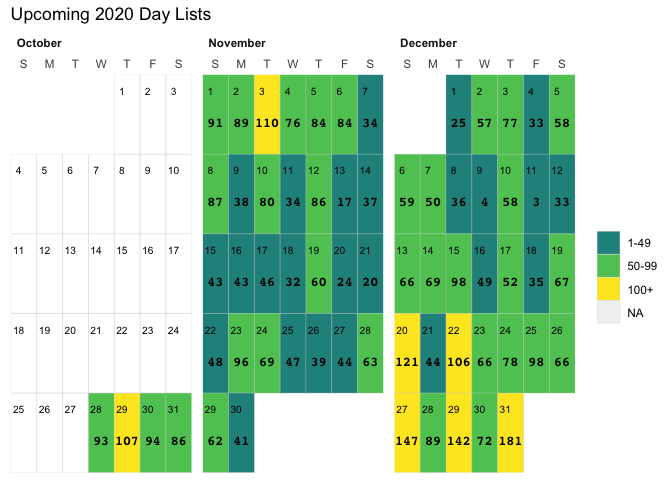 Upcoming 2020 Day Lists
October November December
S M T W T F S S M T W T F S S M T W T F S
1 2 3 1 2 3 4 5 6 7 1 2 3 4 5
91 89 110 76 84 84 34 25 57 77 33 58
4 5 6 7 8 9 10 8 9 10 11 12 13 14 6 7 8 9 10 11 12
87 38 80 34 86 17 37 59 50 36 4 58 3 33
11 12 13 14 15 16 17 15 16 17 18 19 20 21 13 14 15 16 17 18 19
43 43 46 32 60 24 20 66 69 98 49 52 35 67
18 19 20 21 22 23 24 22 23 24 25 26 27 28 20 21 22 23 24 25 26
48 96 69 47 39 44 63 121 44 106 66 78 98 66
25 26 27 28 29 30 31 29 30 27 28 29 30 31
93 107 94 86 62 41 147 89 142 72 181
1-49
50-99
100+
NA